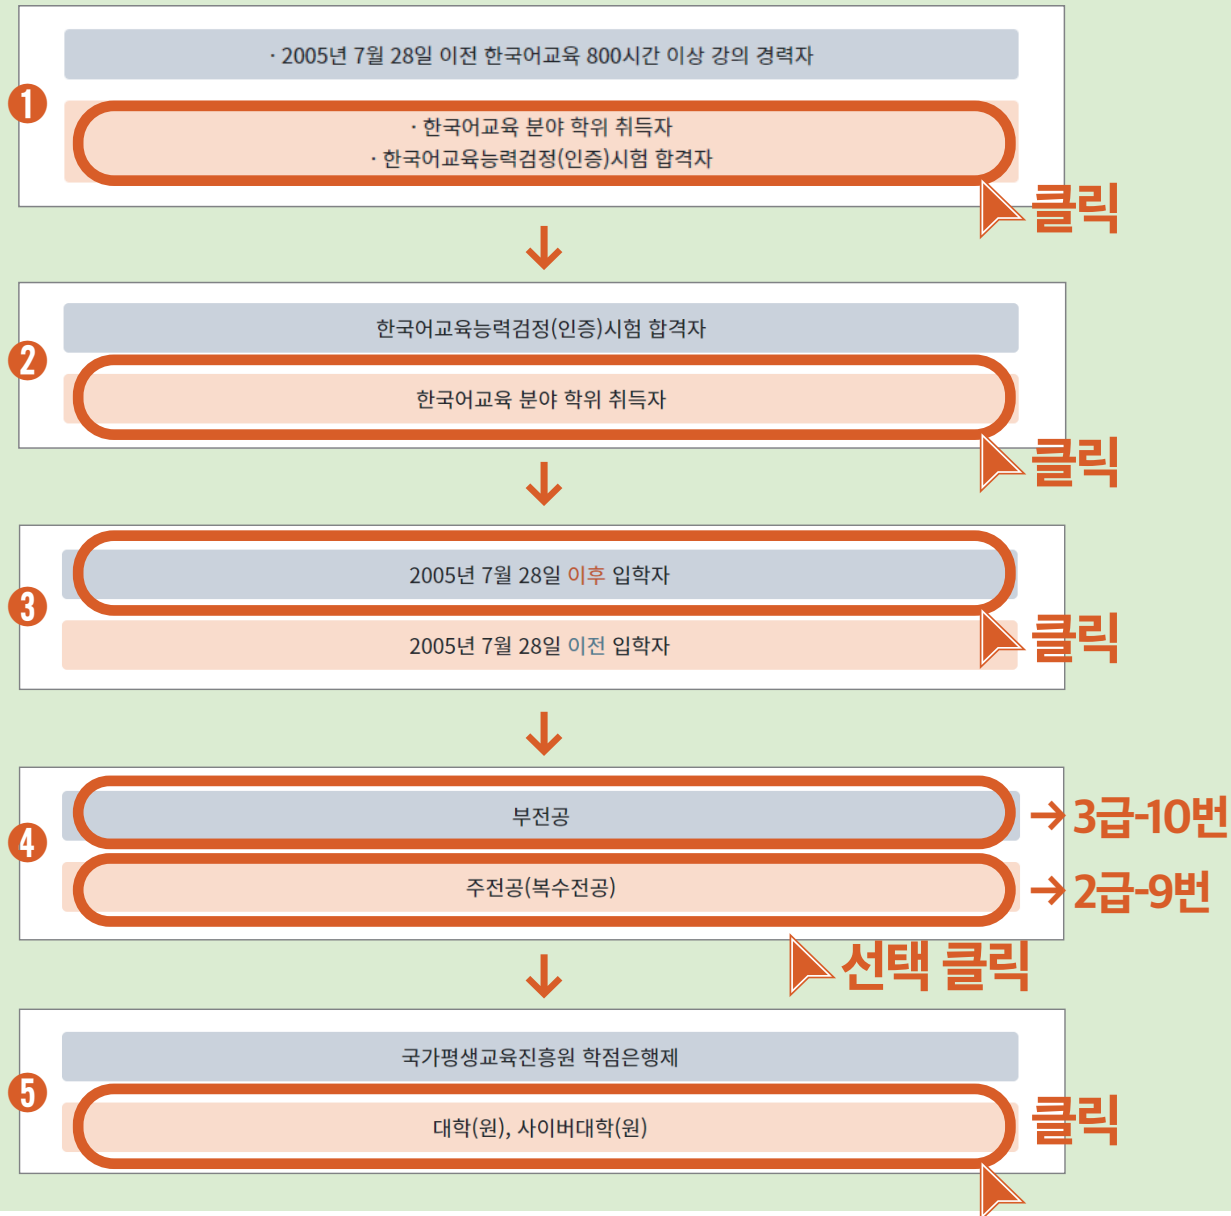 · 2005년 7월 28일 이전 한국어교육 800시간 이상 강의 경력자
1
· 한국어교육 분야 학위 취득자
· 한국어교육능력검정(인증)시험 합격자
클릭
한국어교육능력검정(인증)시험 합격자
2
한국어교육 분야 학위 취득자
클릭
2005년 7월 28일 이후 입학자
3
클릭
2005년 7월 28일 이전 입학자
부전공 → 3급-10번
4
주전공(복수전공) → 2급-9번
선택 클릭
국가평생교육진흥원 학점은행제
5
대학(원), 사이버대학(원)
클릭